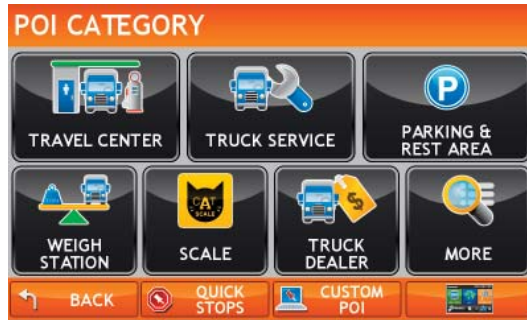 POI CATEGORY
TRAVEL CENTER
TRUCK SERVICE
P
PARKING &
REST AREA
WEIGH
STATION
CAT
SCALE
SCALE
TRUCK
DEALER
$
MORE
BACK
QUICK
STOPS
CUSTOM
POI